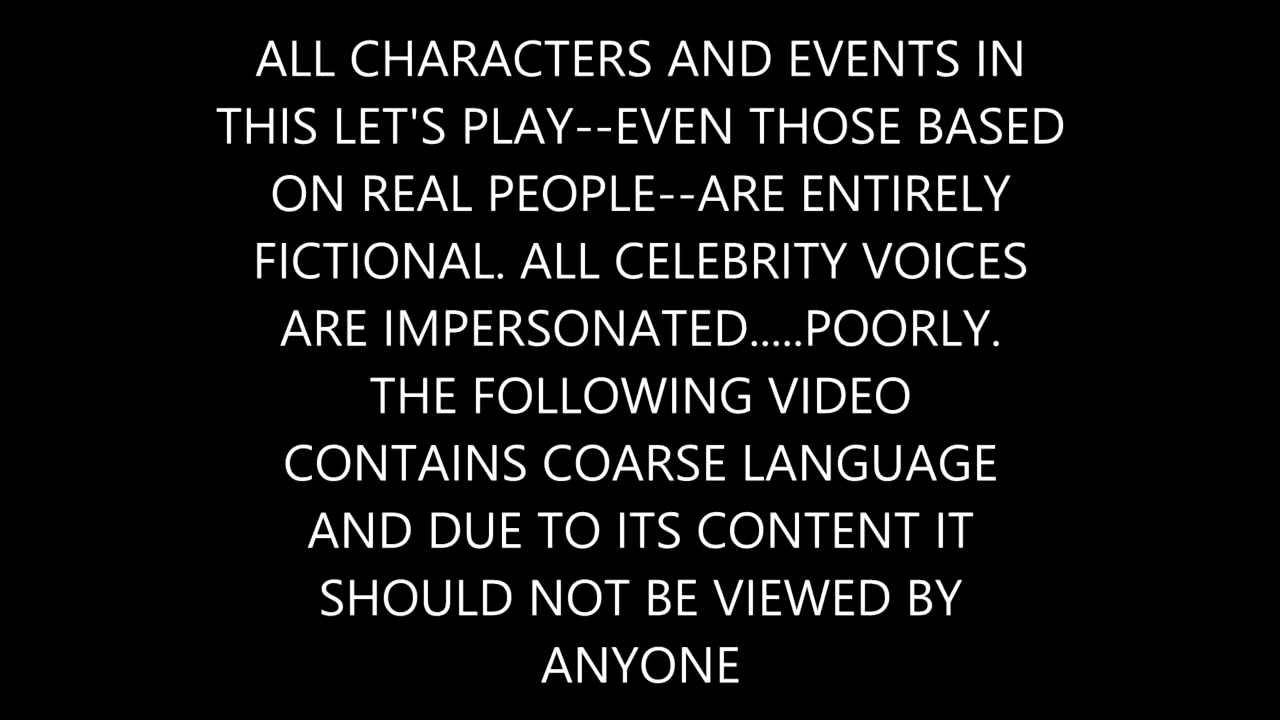 ALL CHARACTERS AND EVENTS IN
THIS LET'S PLAY--EVEN THOSE BASED
ON REAL PEOPLE--ARE ENTIRELY
FICTIONAL. ALL CELEBRITY VOICES
ARE IMPERSONATED.....POORLY.
THE FOLLOWING VIDEO
CONTAINS COARSE LANGUAGE
AND DUE TO ITS CONTENT IT
SHOULD NOT BE VIEWED BY
ANYONE